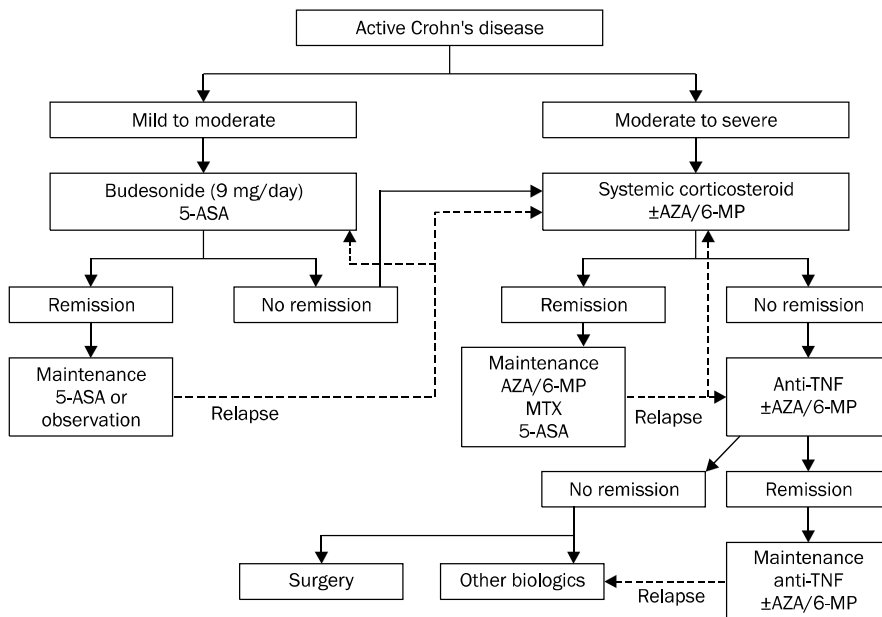 Active Crohn's disease
Mild to moderate
Moderate to severe
Budesonide (9 mg/day)
5-ASA
Systemic corticosteroid
±AZA/6-MP
Remission
No remission
Remission
No remission
Maintenance
5-ASA or
observation
Relapse
Maintenance
AZA/6-MP
MTX
5-ASA
Relapse
Anti-TNF
±AZA/6-MP
No remission
Remission
Surgery
Other biologics
Relapse
Maintenance
anti-TNF
±AZA/6-MP